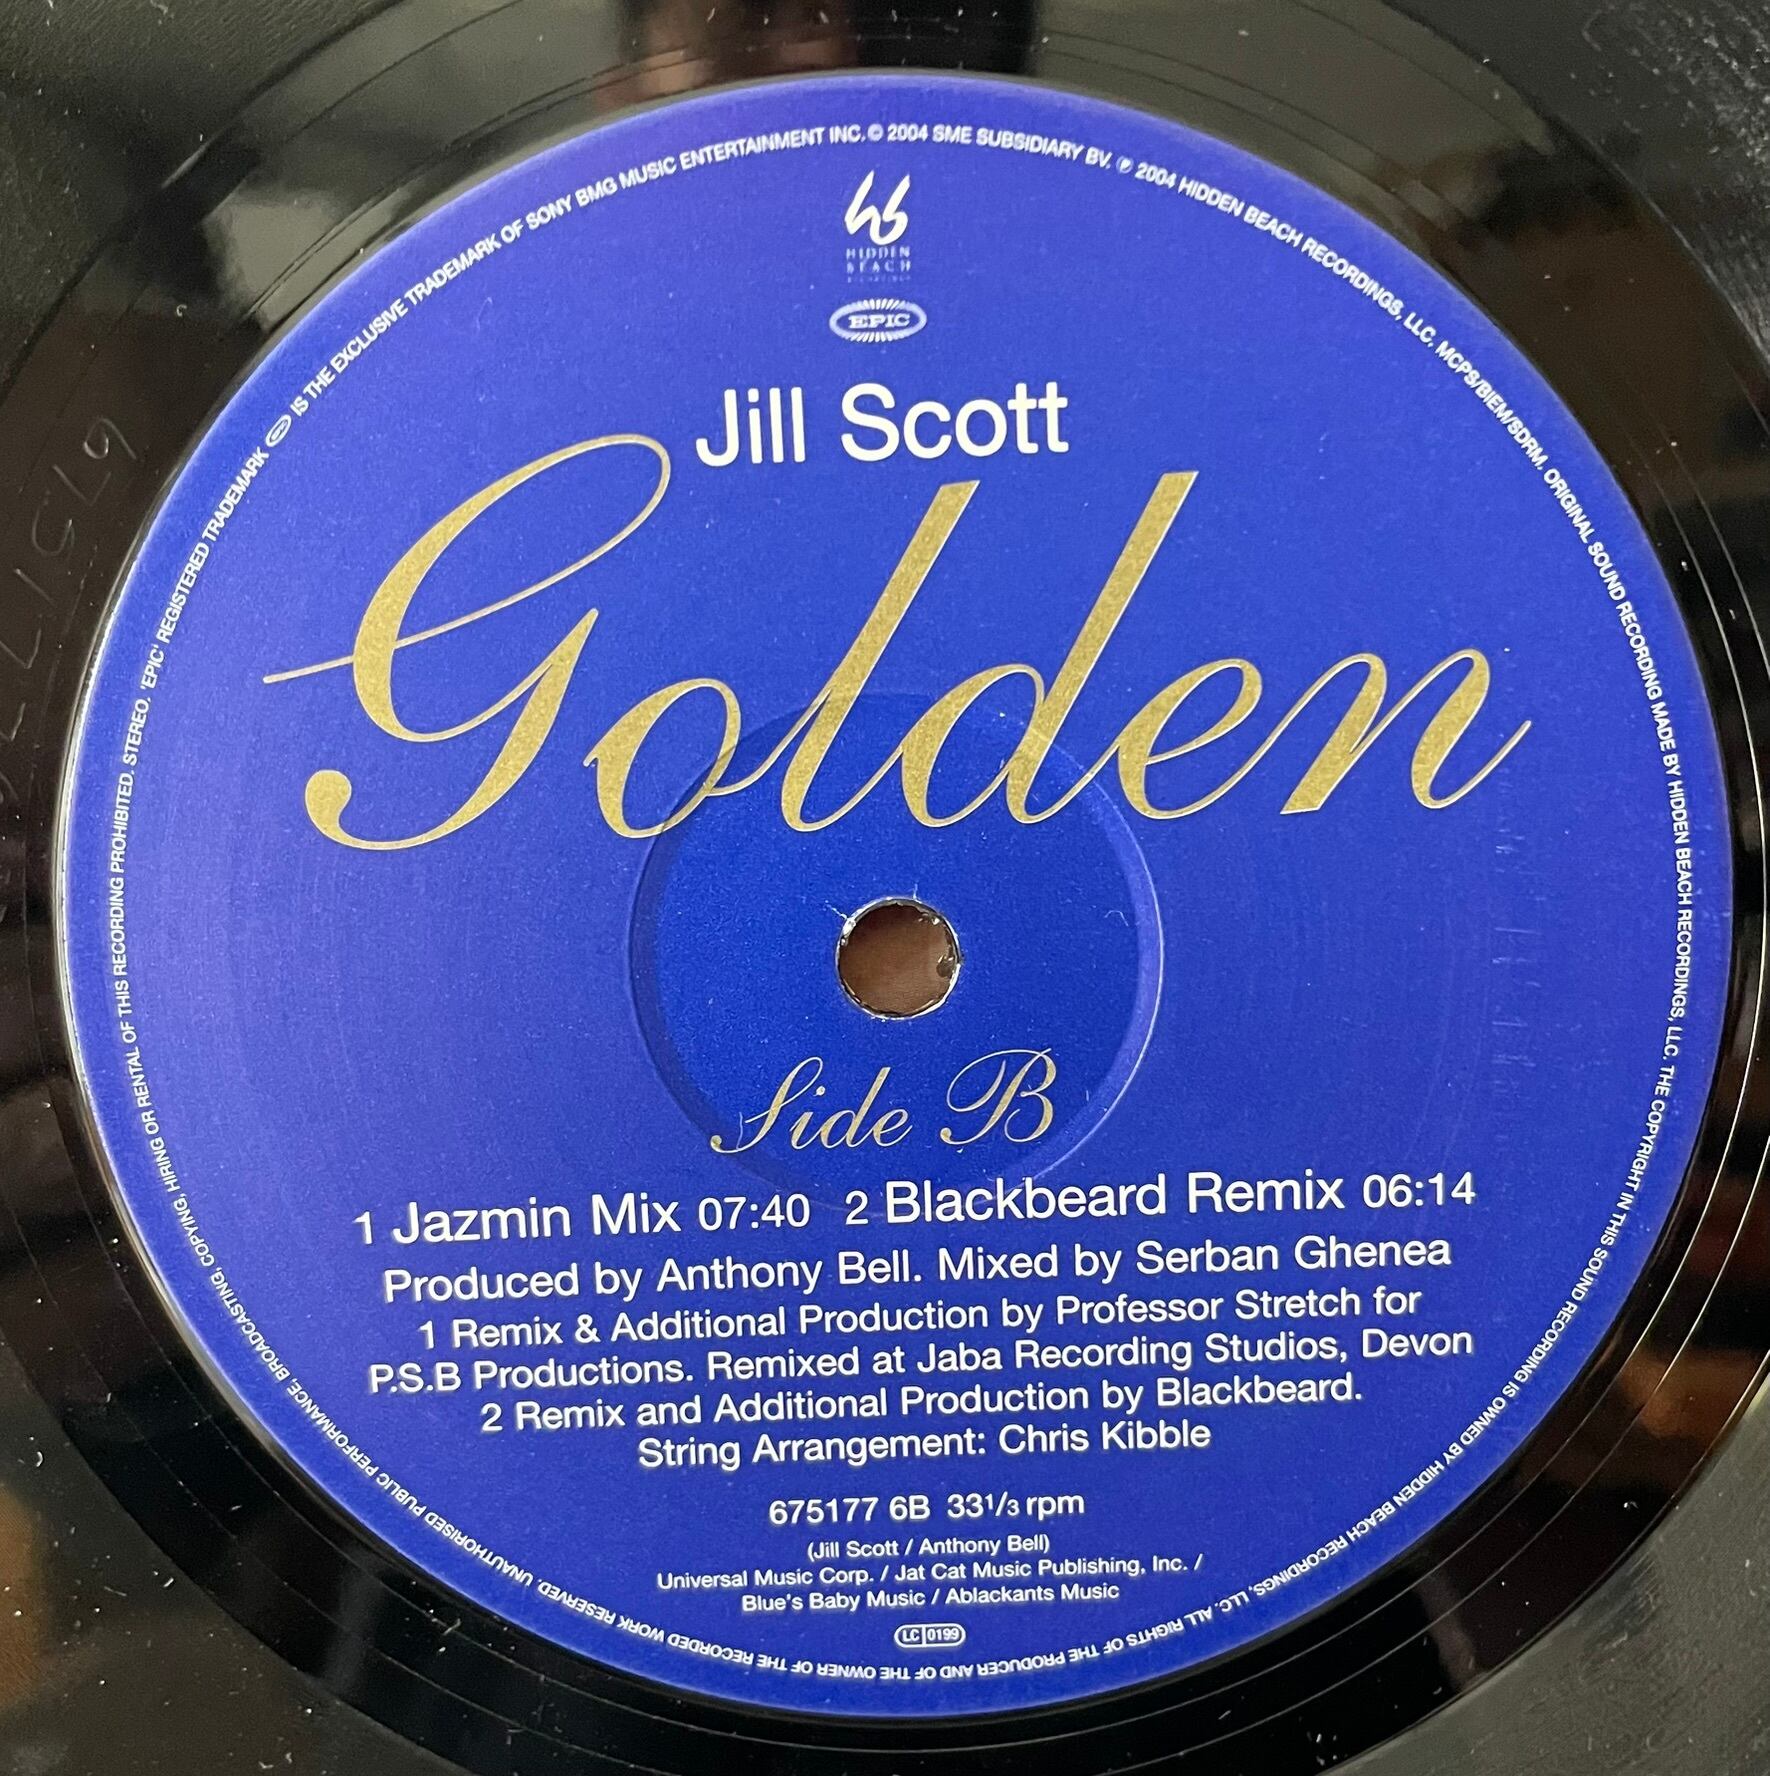 HIDDEN
BEACH
EPIC
Jill Scott
Golden
Side B
1 Jazmin Mix 07:40 2 Blackbeard Remix 06:14
Produced by Anthony Bell. Mixed by Serban Ghenea
1 Remix & Additional Production by Professor Stretch for
P.S.B Productions. Remixed at Jaba Recording Studios, Devon
2 Remix and Additional Production by Blackbeard.
String Arrangement: Chris Kibble
675177 6B 33 1/3 rpm
(Jill Scott / Anthony Bell)
Universal Music Corp. / Jat Cat Music Publishing, Inc. /
Blue's Baby Music / Ablackants Music
LC 0199
'EPIC' REGISTERED TRADEMARK EPIC IS THE EXCLUSIVE TRADEMARK OF SONY BMG MUSIC ENTERTAINMENT INC. © 2004 SME SUBSIDIARY BV. ℗ 2004 HIDDEN BEACH RECORDINGS, LLC, MCPS/BIEM/SDRM. ORIGINAL SOUND RECORDING MADE BY HIDDEN BEACH RECORDINGS, LLC. THE COPYRIGHT IN THIS SOUND RECORDING IS OWNED BY HIDDEN BEACH RECORDINGS, LLC. ALL RIGHTS OF THE PRODUCER AND OF THE OWNER OF THE RECORDED WORK RESERVED. UNAUTHORISED PUBLIC PERFORMANCE, BROADCASTING, COPYING, HIRING OR RENTAL OF THIS RECORDING PROHIBITED. STEREO.